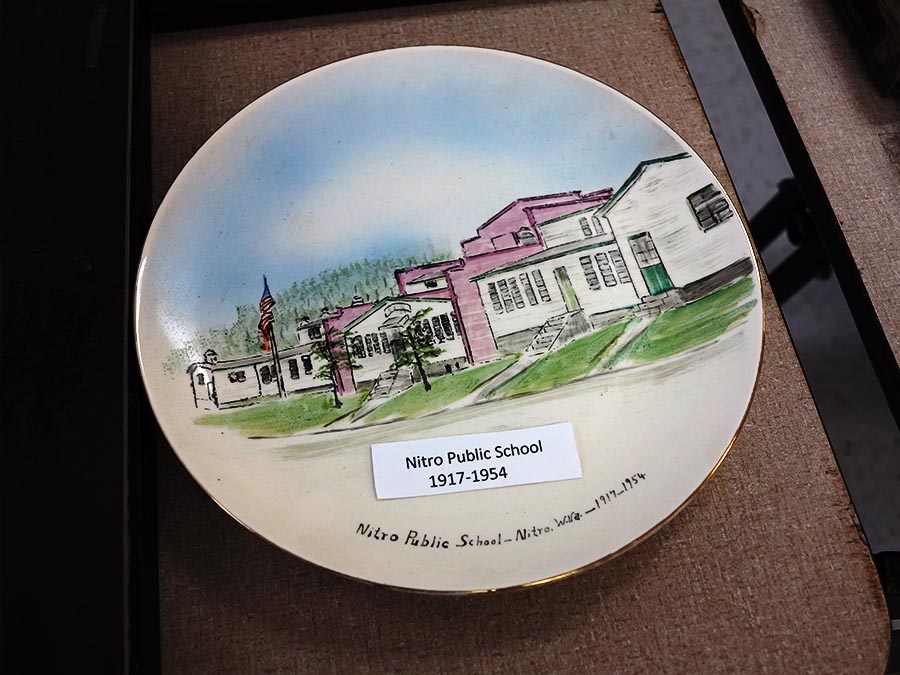 Nitro Public School
1917-1954
Nitro Public School - Nitro. W.Va. - 1917-1954